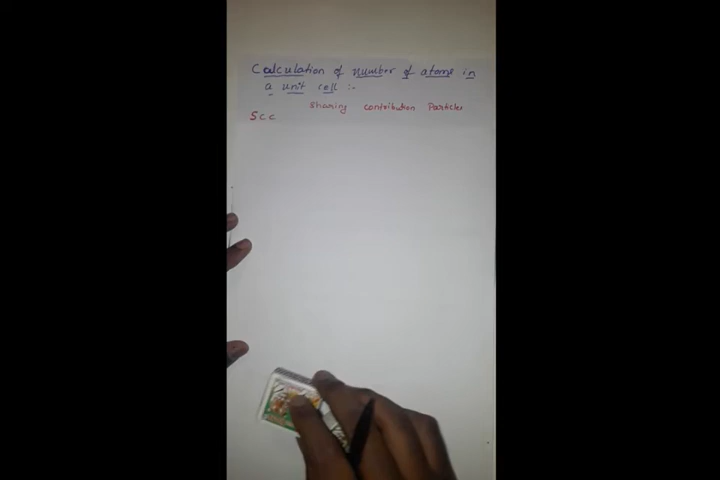 Calculation of number of atoms in
a unit cell :-
Sharing contribution Particles
Scc